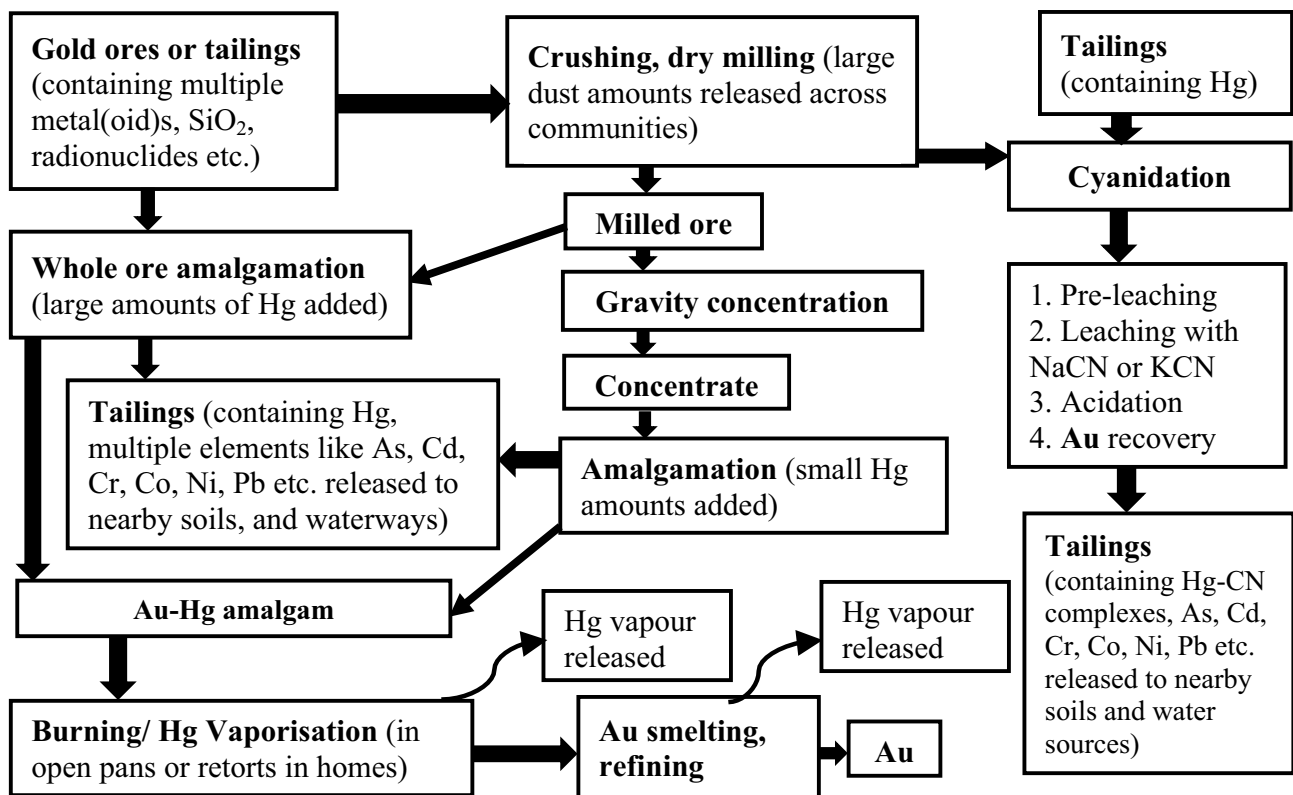 Gold ores or tailings
(containing multiple
metal(oid)s, SiO₂,
radionuclides etc.)
Crushing, dry milling (large
dust amounts released across
communities)
Tailings
(containing Hg)
Cyanidation
Milled ore
Whole ore amalgamation
(large amounts of Hg added)
Gravity concentration
1. Pre-leaching
2. Leaching with
NaCN or KCN
3. Acidation
4. Au recovery
Concentrate
Tailings (containing Hg,
multiple elements like As, Cd,
Cr, Co, Ni, Pb etc. released to
nearby soils, and waterways)
Amalgamation (small Hg
amounts added)
Tailings
(containing Hg-CN
complexes, As, Cd,
Cr, Co, Ni, Pb etc.
released to nearby
soils and water
sources)
Au-Hg amalgam
Hg vapour
released
Hg vapour
released
Burning/ Hg Vaporisation (in
open pans or retorts in homes)
Au smelting,
refining
Au